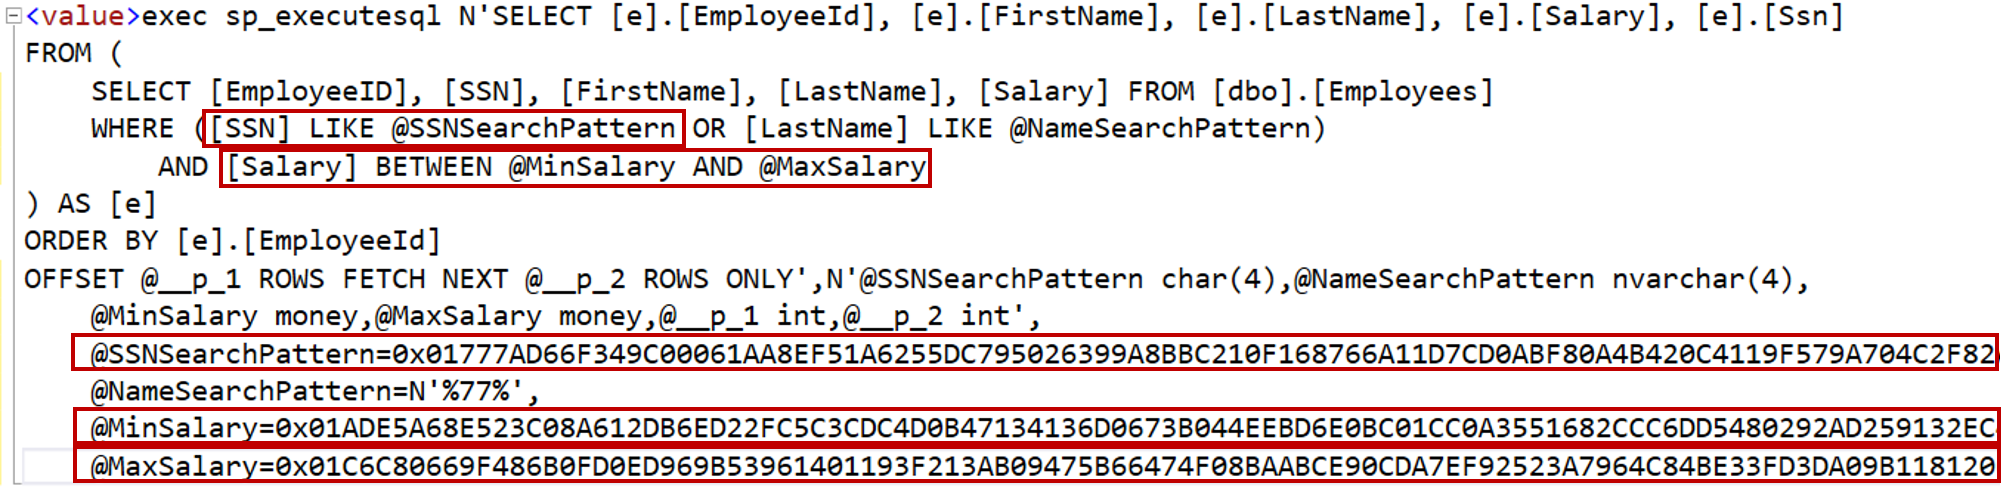 <value>exec sp_executesql N'SELECT [e].[EmployeeId], [e].[FirstName], [e].[LastName], [e].[Salary], [e].[Ssn]
FROM (
SELECT [EmployeeID], [SSN], [FirstName], [LastName], [Salary] FROM [dbo].[Employees]
WHERE ([SSN] LIKE @SSNSearchPattern OR [LastName] LIKE @NameSearchPattern)
AND [Salary] BETWEEN @MinSalary AND @MaxSalary
) AS [e]
ORDER BY [e].[EmployeeId]
OFFSET @__p_1 ROWS FETCH NEXT @__p_2 ROWS ONLY',N'@SSNSearchPattern char(4),@NameSearchPattern nvarchar(4),
@MinSalary money,@MaxSalary money,@__p_1 int,@__p_2 int',
@SSNSearchPattern=0x01777AD66F349C00061AA8EF51A6255DC795026399A8BBC210F168766A11D7CD0ABF80A4B420C4119F579A704C2F82
@NameSearchPattern=N'%77%',
@MinSalary=0x01ADE5A68E523C08A612DB6ED22FC5C3CDC4D0B47134136D0673B044EEBD6E0BC01CC0A3551682CCC6DD5480292AD259132EC
@MaxSalary=0x01C6C80669F486B0FD0ED969B53961401193F213AB09475B66474F08BAABCE90CDA7EF92523A7964C84BE33FD3DA09B118120